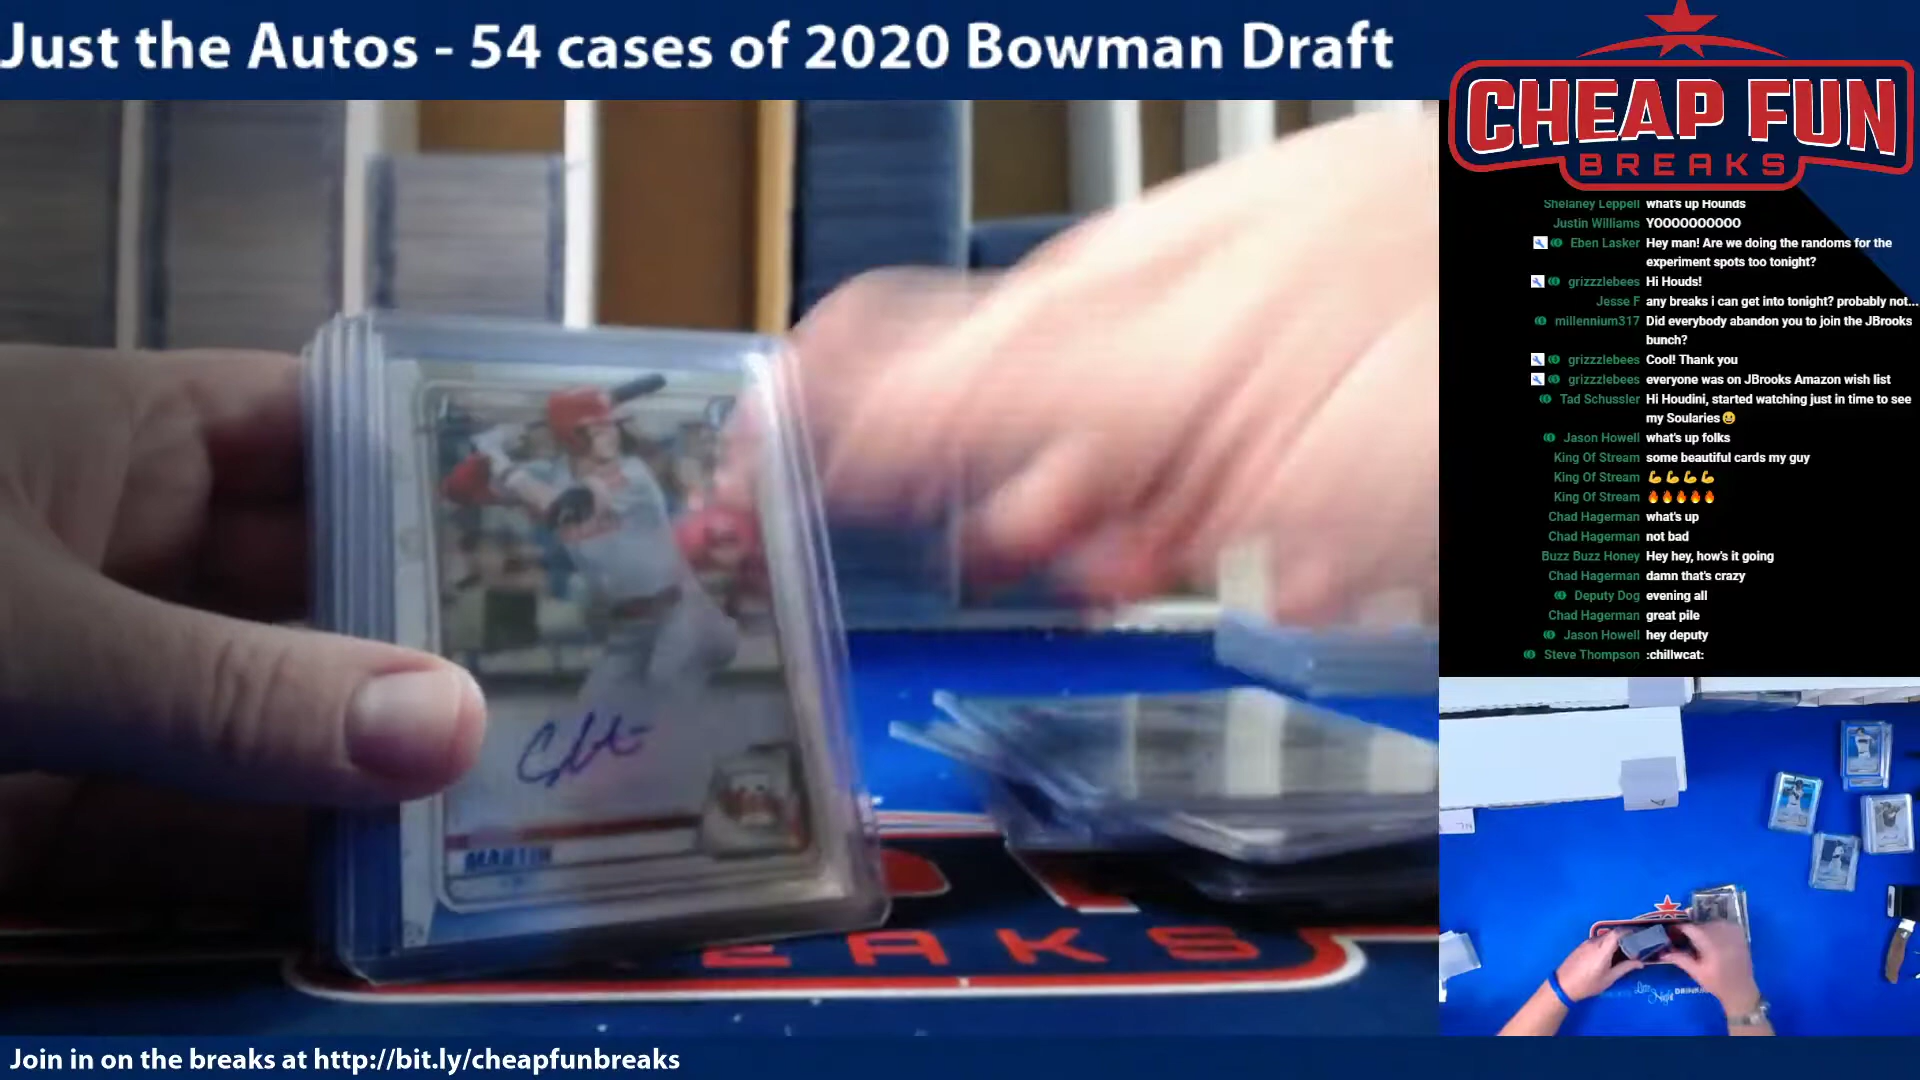 Just the Autos - 54 cases of 2020 Bowman Draft
CHEAP FUN
BREAKS
Shelaney Leppell what's up Hounds
Justin Williams YOOOOOOOOOO
Eben Lasker Hey man! Are we doing the randoms for the
experiment spots too tonight?
grizzzlebees Hi Houds!
Jesse F any breaks i can get into tonight? probably not...
millennium317 Did everybody abandon you to join the JBrooks
bunch?
grizzzlebees Cool! Thank you
grizzzlebees everyone was on JBrooks Amazon wish list
Tad Schussler Hi Houdini, started watching just in time to see
my Soularies😀
Jason Howell what's up folks
King Of Stream some beautiful cards my guy
King Of Stream 💪💪💪💪
King Of Stream 🔥🔥🔥🔥🔥
Chad Hagerman what's up
Chad Hagerman not bad
Buzz Buzz Honey Hey hey, how's it going
Chad Hagerman damn that's crazy
Deputy Dog evening all
Chad Hagerman great pile
Jason Howell hey deputy
Steve Thompson :chillwcat:
MARTIN
EAKS
Join in on the breaks at http://bit.ly/cheapfunbreaks